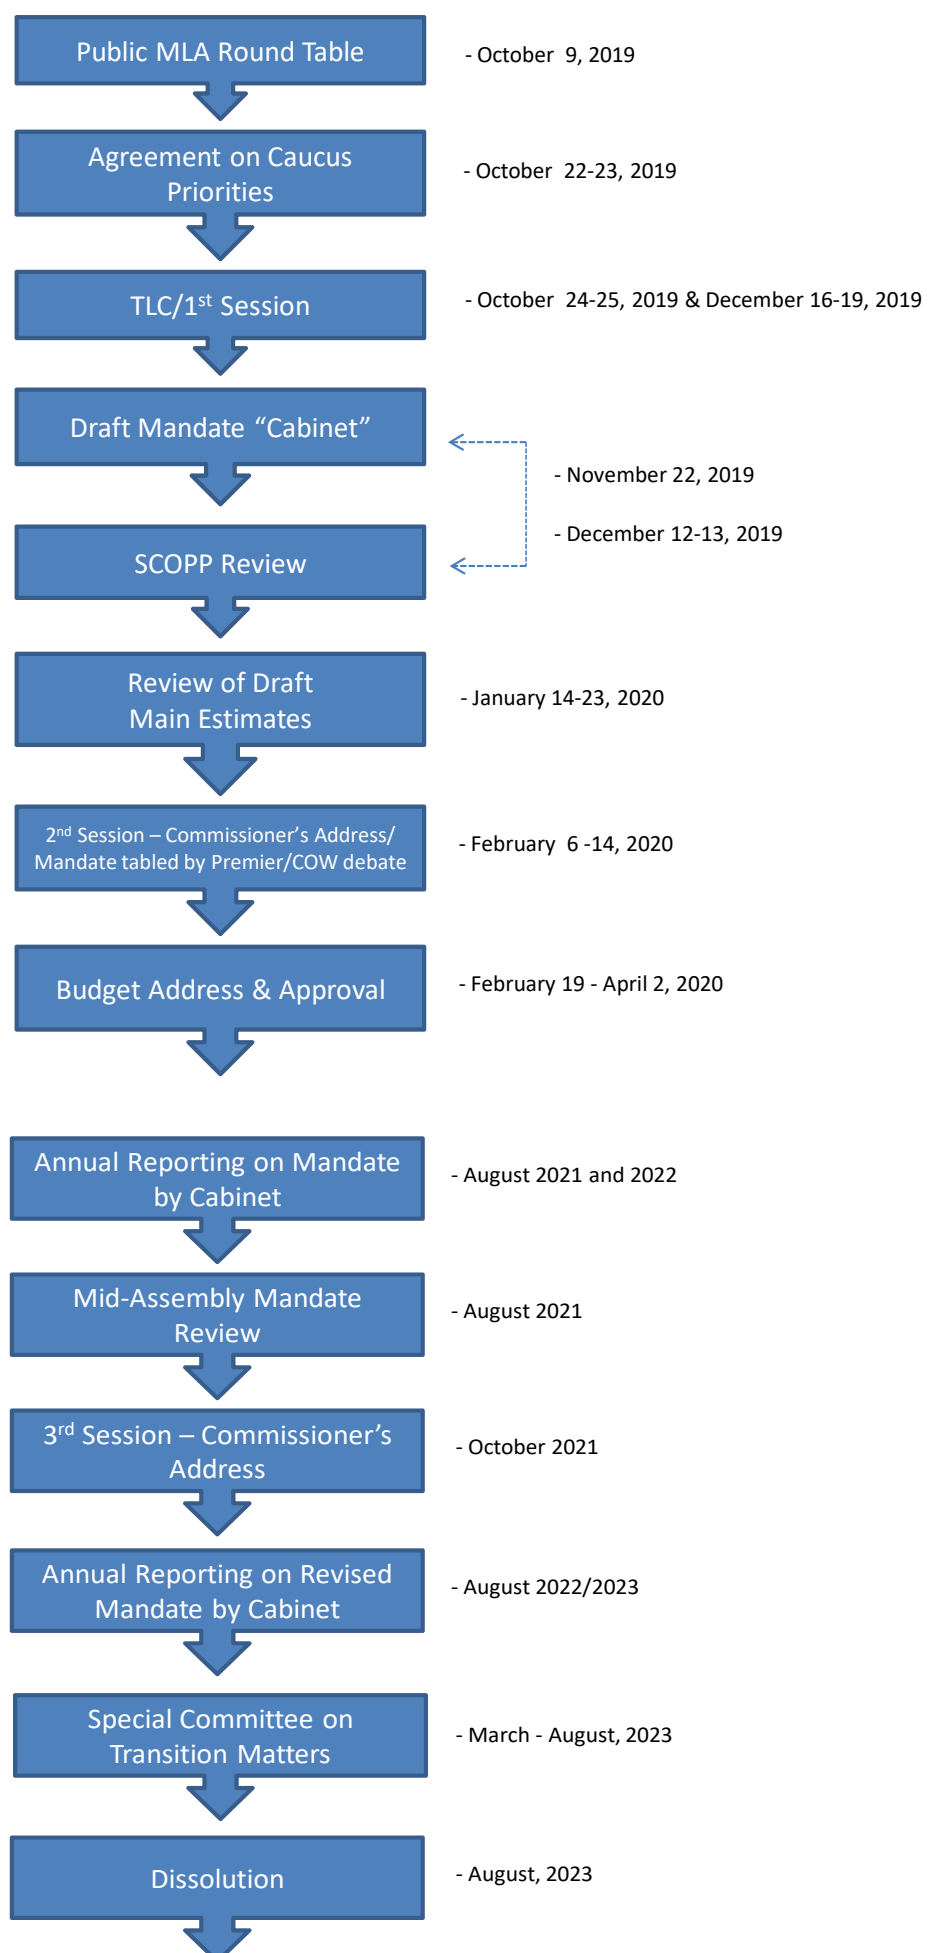 Public MLA Round Table
- October 9, 2019
Agreement on Caucus
Priorities
- October 22-23, 2019
TLC/1st Session
- October 24-25, 2019 & December 16-19, 2019
Draft Mandate “Cabinet”
- November 22, 2019
- December 12-13, 2019
SCOPP Review
Review of Draft
Main Estimates
- January 14-23, 2020
2nd Session – Commissioner’s Address/
Mandate tabled by Premier/COW debate
- February 6 -14, 2020
Budget Address & Approval
- February 19 - April 2, 2020
Annual Reporting on Mandate
by Cabinet
- August 2021 and 2022
Mid-Assembly Mandate
Review
- August 2021
3rd Session – Commissioner’s
Address
- October 2021
Annual Reporting on Revised
Mandate by Cabinet
- August 2022/2023
Special Committee on
Transition Matters
- March - August, 2023
Dissolution
- August, 2023